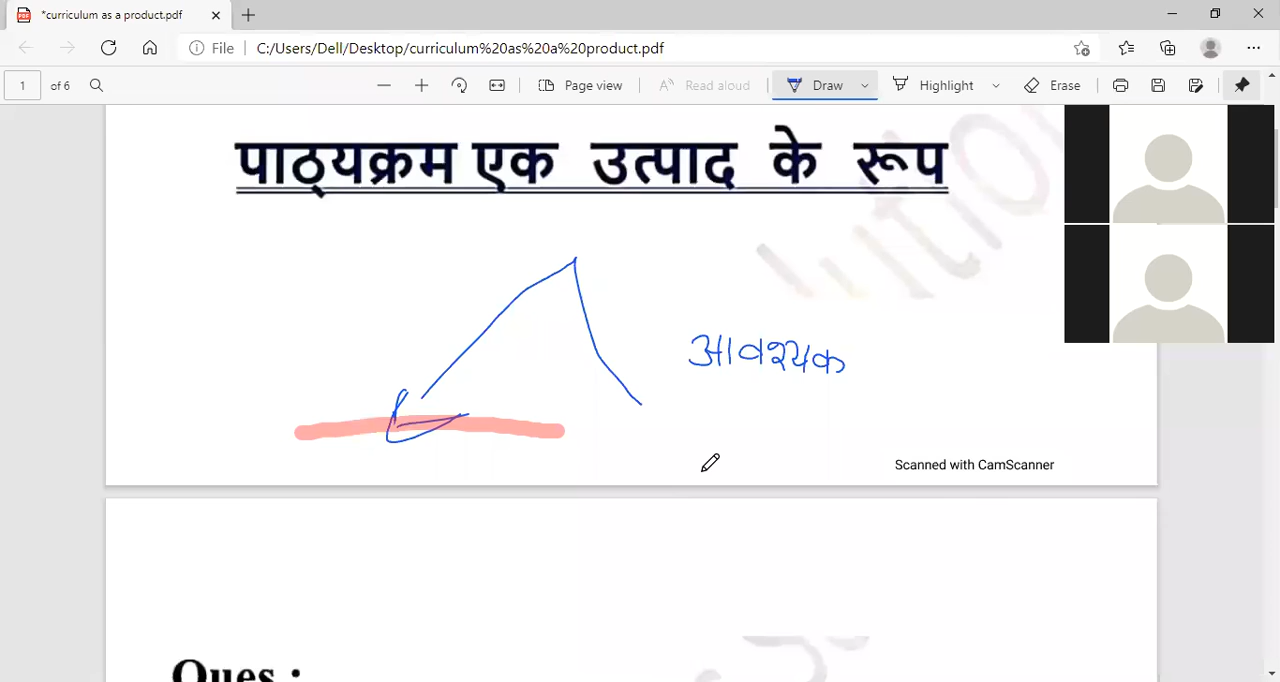 *curriculum as a product.pdf
File C:/Users/Dell/Desktop/curriculum%20as%20a%20product.pdf
1 of 6 Page view Read aloud Draw Highlight Erase
पाठ्यक्रम एक उत्पाद के रूप
आवश्यक
Scanned with CamScanner
Ques :